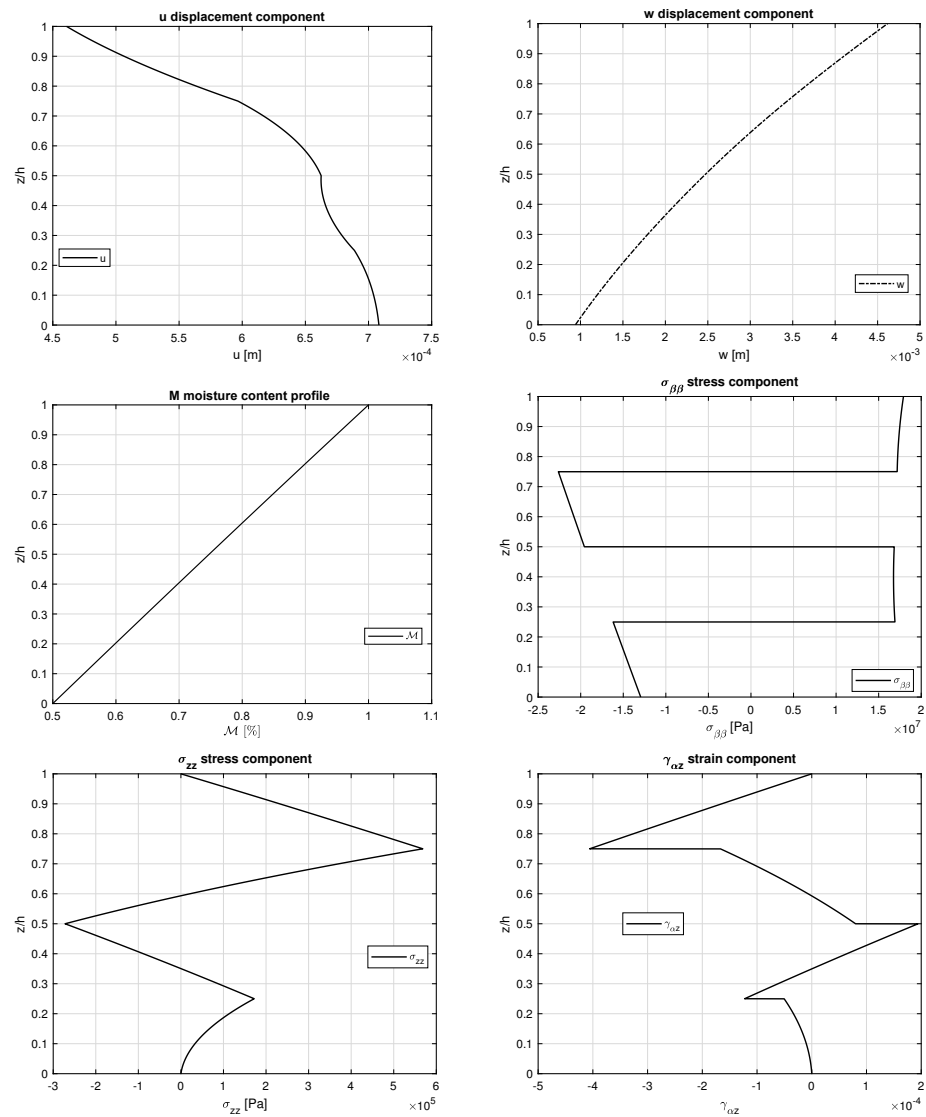 u displacement component
1
0.9
0.8
0.7
0.6
0.5
0.4
0.3
0.2
0.1
0
z/h
u
4.5 5 5.5 6 6.5 7 7.5
u [m]
×10⁻⁴
w displacement component
1
0.9
0.8
0.7
0.6
0.5
0.4
0.3
0.2
0.1
0
z/h
w
0.5 1 1.5 2 2.5 3 3.5 4 4.5 5
w [m]
×10⁻³
M moisture content profile
1
0.9
0.8
0.7
0.6
0.5
0.4
0.3
0.2
0.1
0
z/h
ℳ
0.5 0.6 0.7 0.8 0.9 1 1.1
ℳ [%]
σ_ββ stress component
1
0.9
0.8
0.7
0.6
0.5
0.4
0.3
0.2
0.1
0
z/h
σ_ββ
-2.5 -2 -1.5 -1 -0.5 0 0.5 1 1.5 2
σ_ββ [Pa]
×10⁷
σ_zz stress component
1
0.9
0.8
0.7
0.6
0.5
0.4
0.3
0.2
0.1
0
z/h
σ_zz
-3 -2 -1 0 1 2 3 4 5 6
σ_zz [Pa]
×10⁵
γ_αz strain component
1
0.9
0.8
0.7
0.6
0.5
0.4
0.3
0.2
0.1
0
z/h
γ_αz
-5 -4 -3 -2 -1 0 1 2
γ_αz
×10⁻⁴